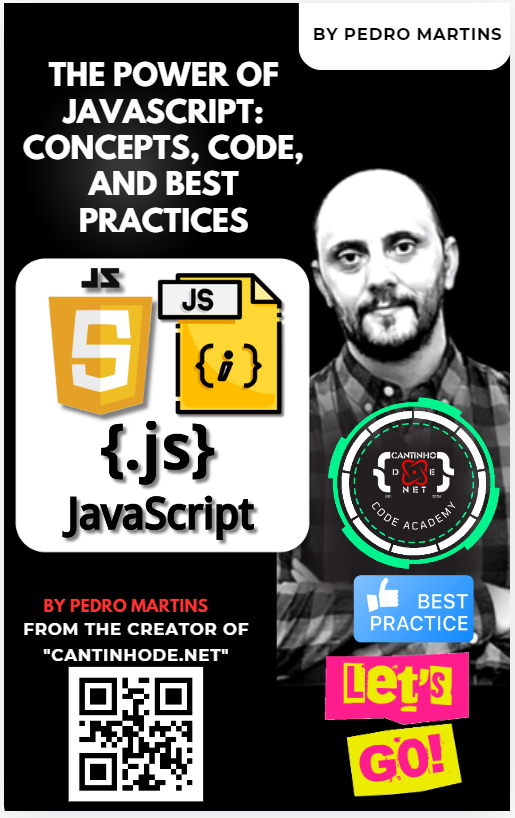 BY PEDRO MARTINS
THE POWER OF
JAVASCRIPT:
CONCEPTS, CODE,
AND BEST
PRACTICES
JS
JS
{i}
{.js}
JavaScript
CANTINHO
D E
NET
CODE ACADEMY
BEST
PRACTICE
LET'S
GO!
BY PEDRO MARTINS
FROM THE CREATOR OF
"CANTINHODE.NET"